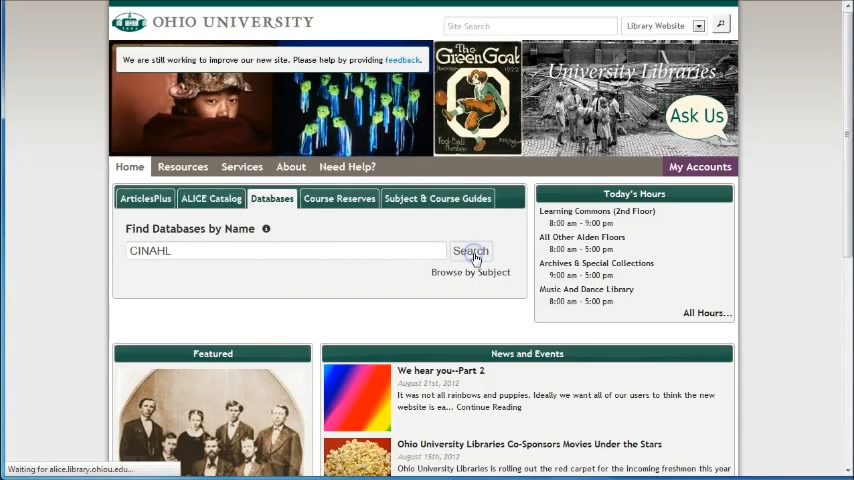 OHIO UNIVERSITY
Site Search
Library Website
We are still working to improve our new site. Please help by providing feedback.
The
Green Goat
University Libraries
Ask Us
Home Resources Services About Need Help? My Accounts
ArticlesPlus ALICE Catalog Databases Course Reserves Subject & Course Guides
Find Databases by Name
CINAHL
Search
Browse by Subject
Today's Hours
Learning Commons (2nd Floor)
8:00 am - 9:00 pm
All Other Alden Floors
8:00 am - 5:00 pm
Archives & Special Collections
9:00 am - 5:00 pm
Music And Dance Library
8:00 am - 5:00 pm
All Hours...
Featured
News and Events
We hear you--Part 2
August 21st, 2012
It was not all rainbows and puppies. Ideally we want all of our users to think the new
website is ea... Continue Reading
Ohio University Libraries Co-Sponsors Movies Under the Stars
August 15th, 2012
Ohio University Libraries is rolling out the red carpet for the incoming freshmen this year
Waiting for alice.library.ohiou.edu...